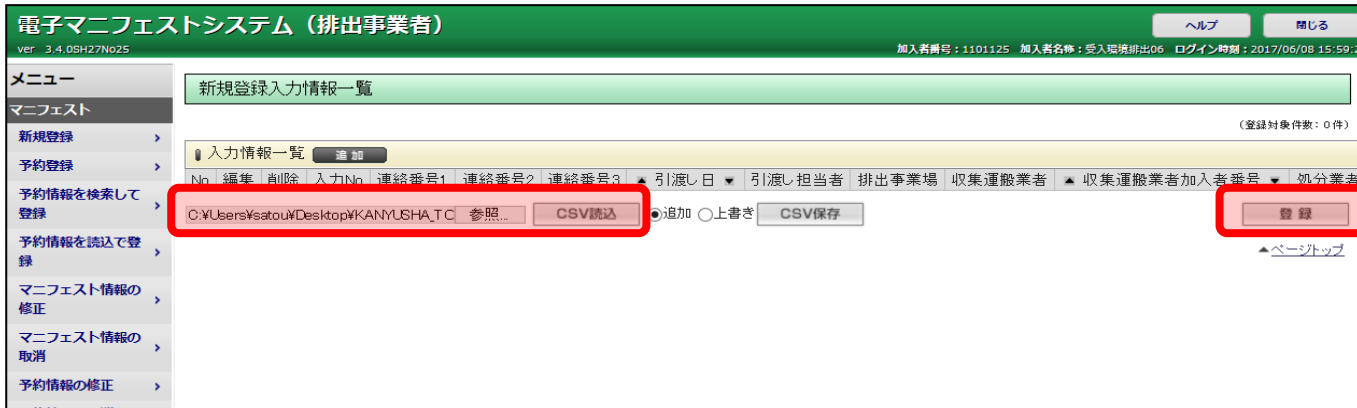 電子マニフェストシステム（排出事業者）
ヘルプ
閉じる
ver 3.4.0SH27No25
加入者番号：1101125 加入者名称：受入環境排出06 ログイン時刻：2017/06/08 15:59:2
メニュー
新規登録入力情報一覧
マニフェスト
（登録対象件数：0件）
新規登録
入力情報一覧 追加
予約登録
No 編集 削除 入力No 連絡番号1 連絡番号2 連絡番号3 ▲ 引渡し日 ▼ 引渡し担当者 排出事業場 収集運搬業者 ▲ 収集運搬業者加入者番号 ▼ 処分業者
予約情報を検索して
登録
C:¥Users¥satou¥Desktop¥KANYUSHA_TC 参照... CSV読込 追加 上書き CSV保存 登録
▲ページトップ
予約情報を読込で登
録
マニフェスト情報の
修正
マニフェスト情報の
取消
予約情報の修正